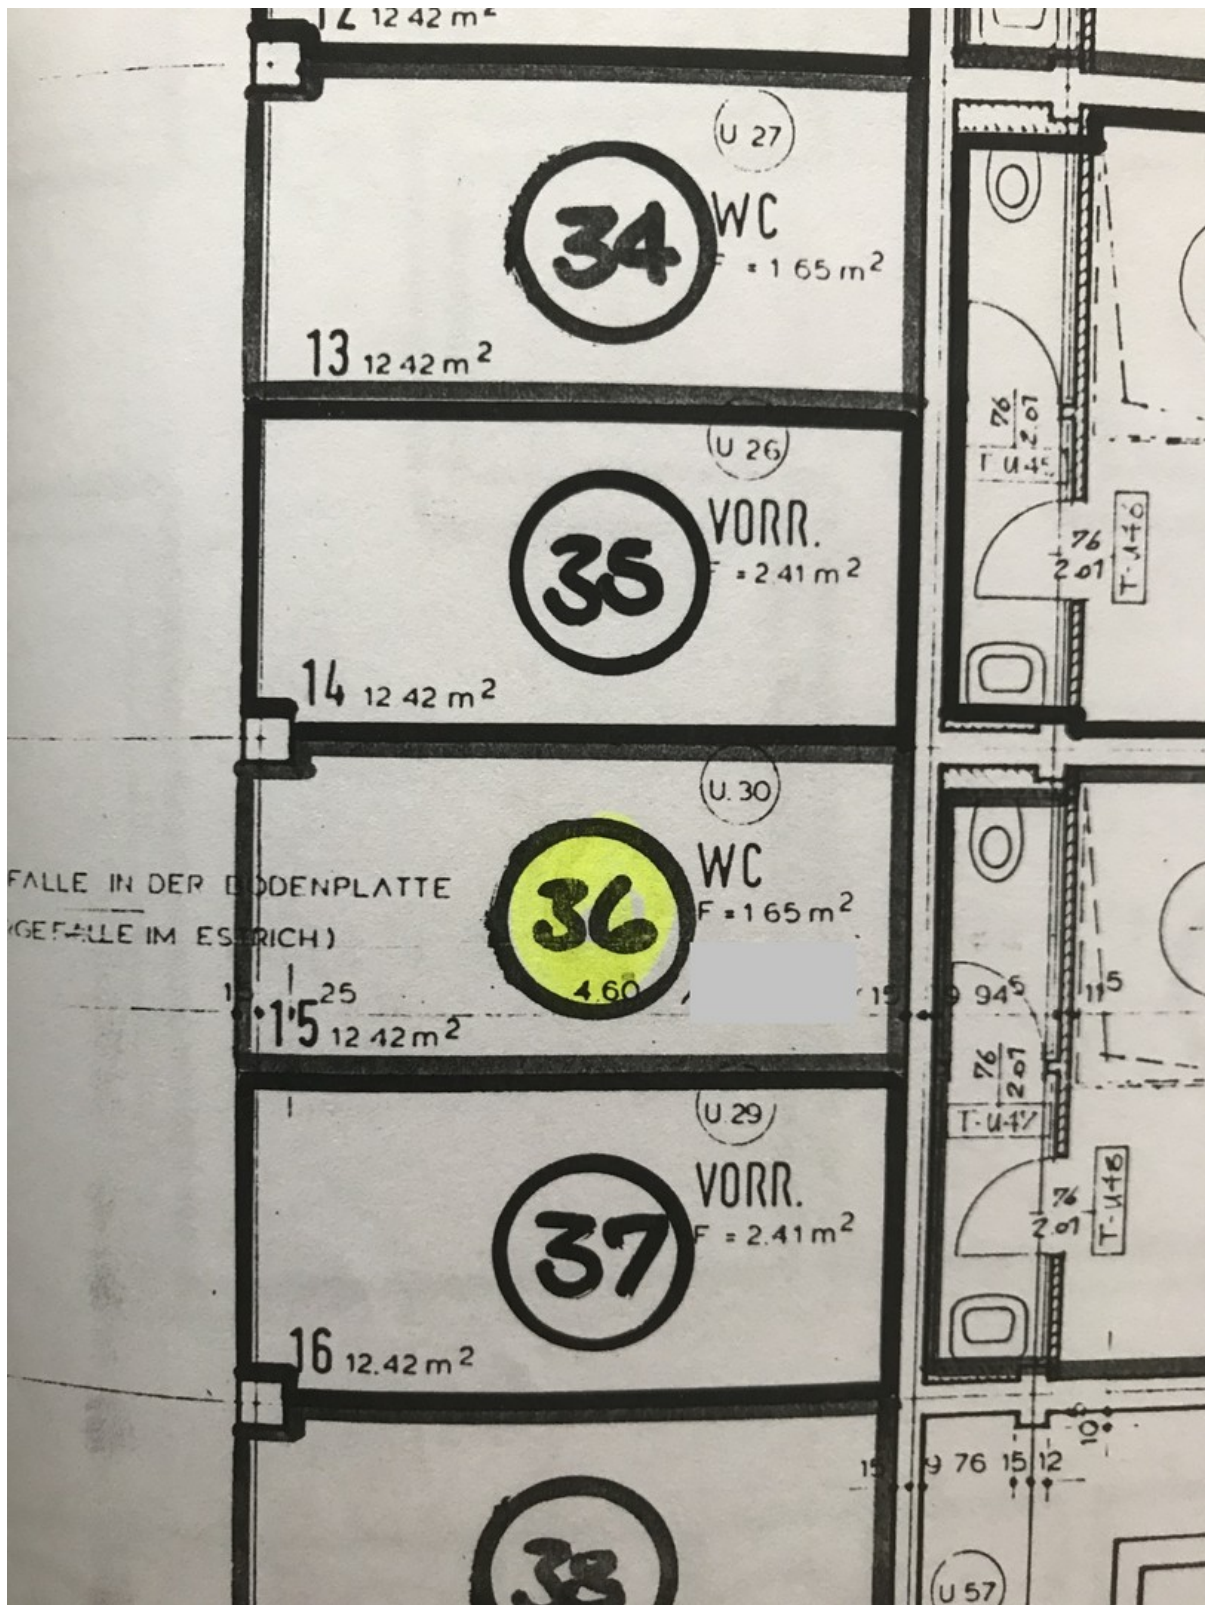 12 42 m²
U 27
34
WC
F = 1 65 m²
13 12 42 m²
76
2.01
T U45
U 26
35
VORR.
F = 2.41 m²
76
2.01
T-U46
14 12 42 m²
U. 30
WC
36
F = 1 65 m²
FALLE IN DER BODENPLATTE
GEFÄLLE IM ESTRICH)
25
4.60
15
9 94⁵
11⁵
15 12 42 m²
76
2.01
T-U47
U 29
37
VORR.
F = 2.41 m²
76
2.01
T-U48
16 12.42 m²
10⁵
15
9 76 15 12
38
U 57